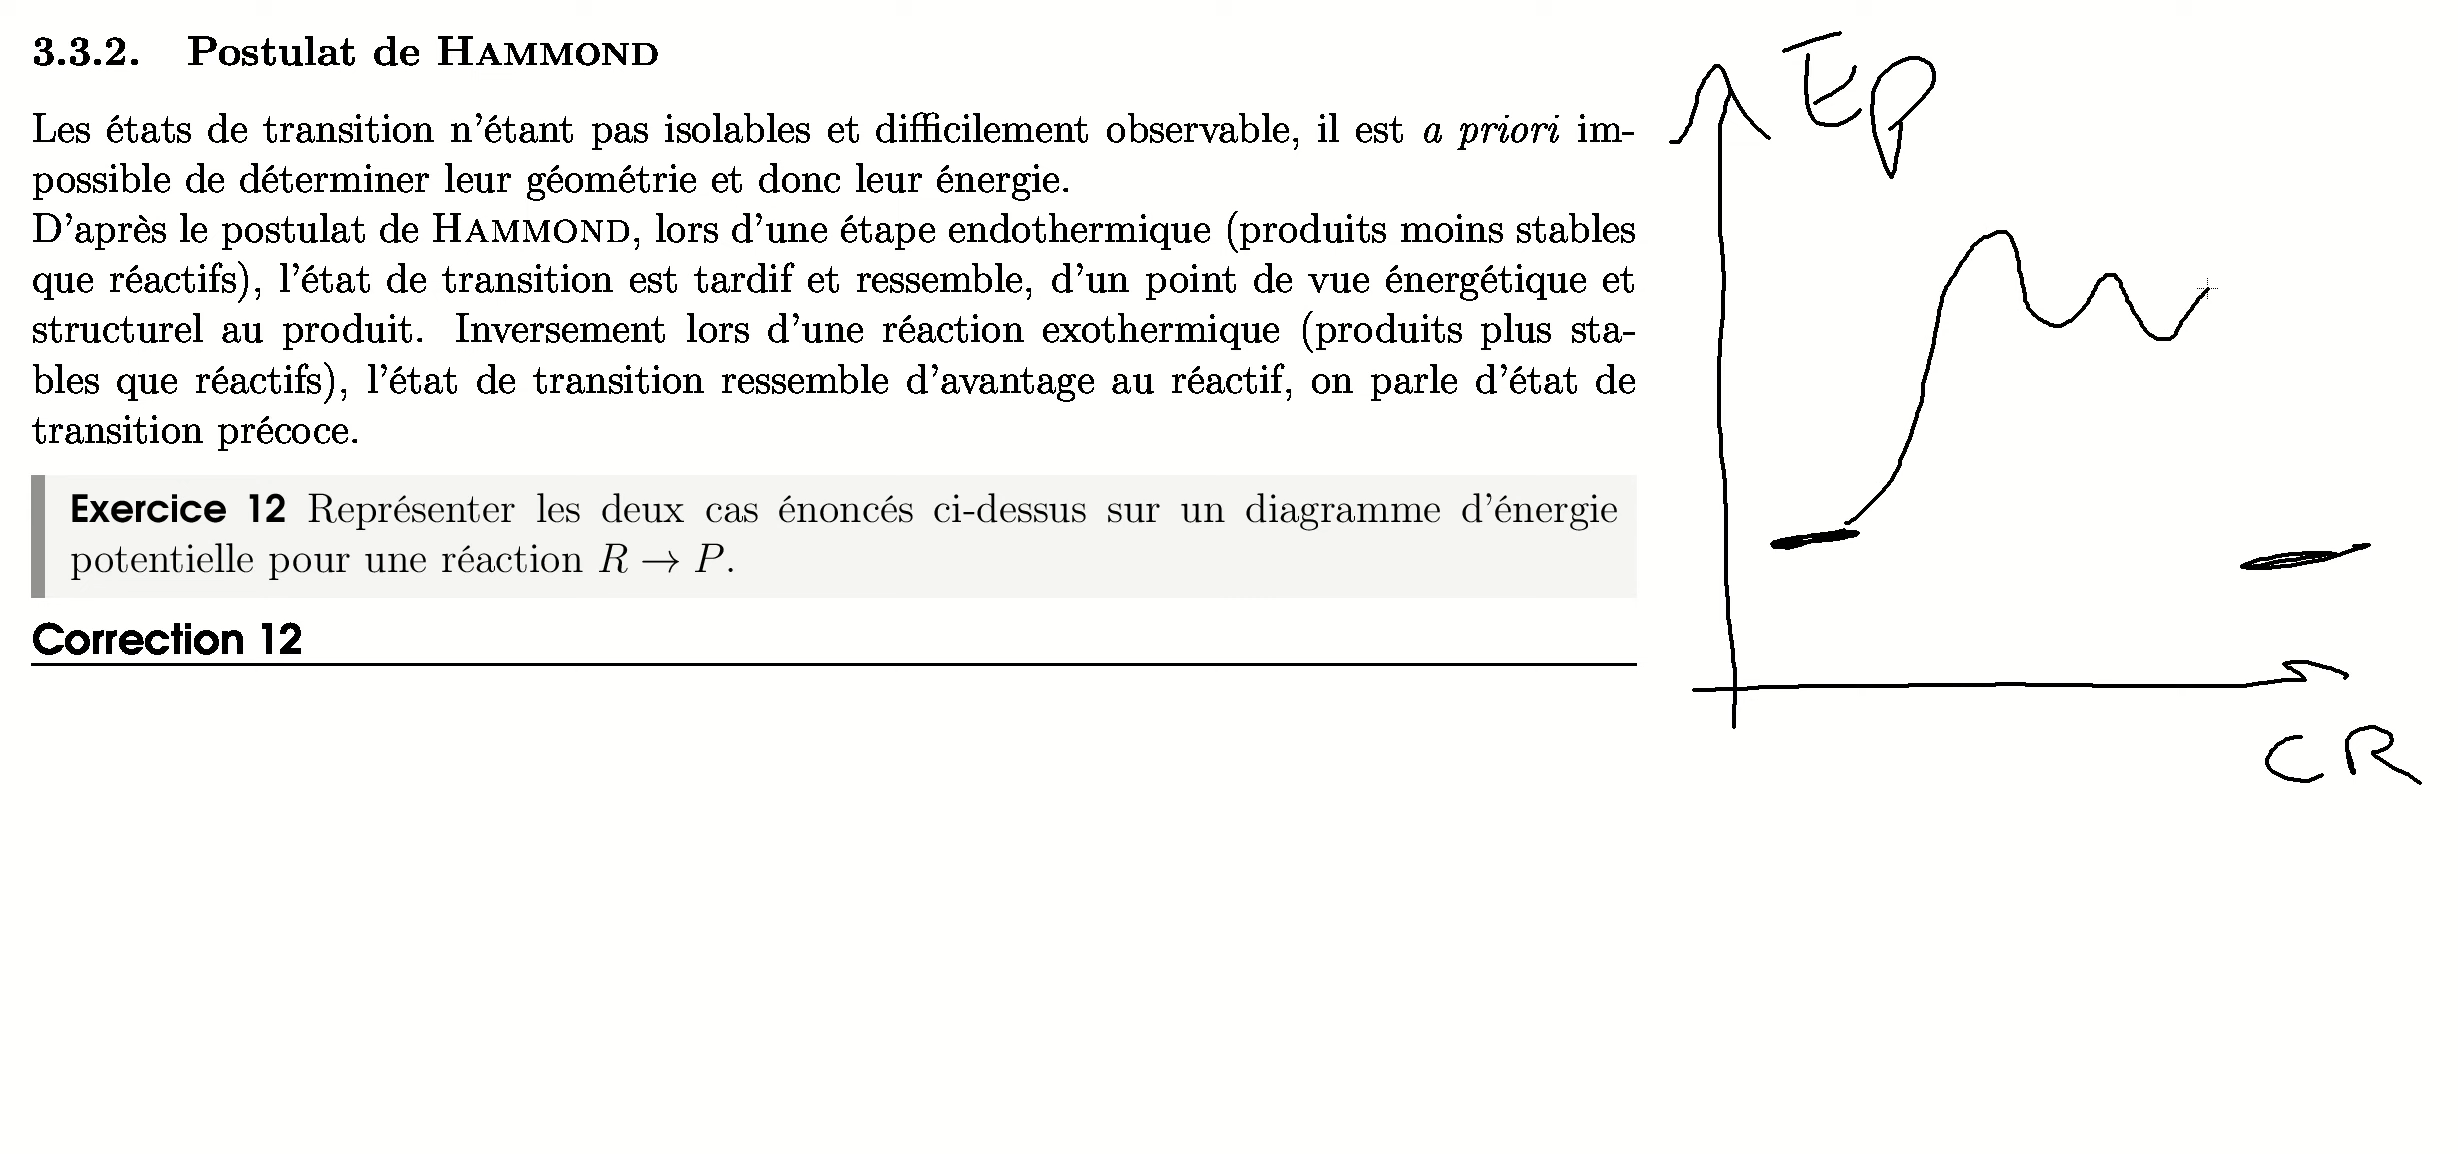 3.3.2. Postulat de HAMMOND
Les états de transition n'étant pas isolables et difficilement observable, il est a priori im-
possible de déterminer leur géométrie et donc leur énergie.
D'après le postulat de HAMMOND, lors d'une étape endothermique (produits moins stables
que réactifs), l'état de transition est tardif et ressemble, d'un point de vue énergétique et
structurel au produit. Inversement lors d'une réaction exothermique (produits plus sta-
bles que réactifs), l'état de transition ressemble d'avantage au réactif, on parle d'état de
transition précoce.
Exercice 12 Représenter les deux cas énoncés ci-dessus sur un diagramme d'énergie
potentielle pour une réaction R → P.
Correction 12
Ep
CR